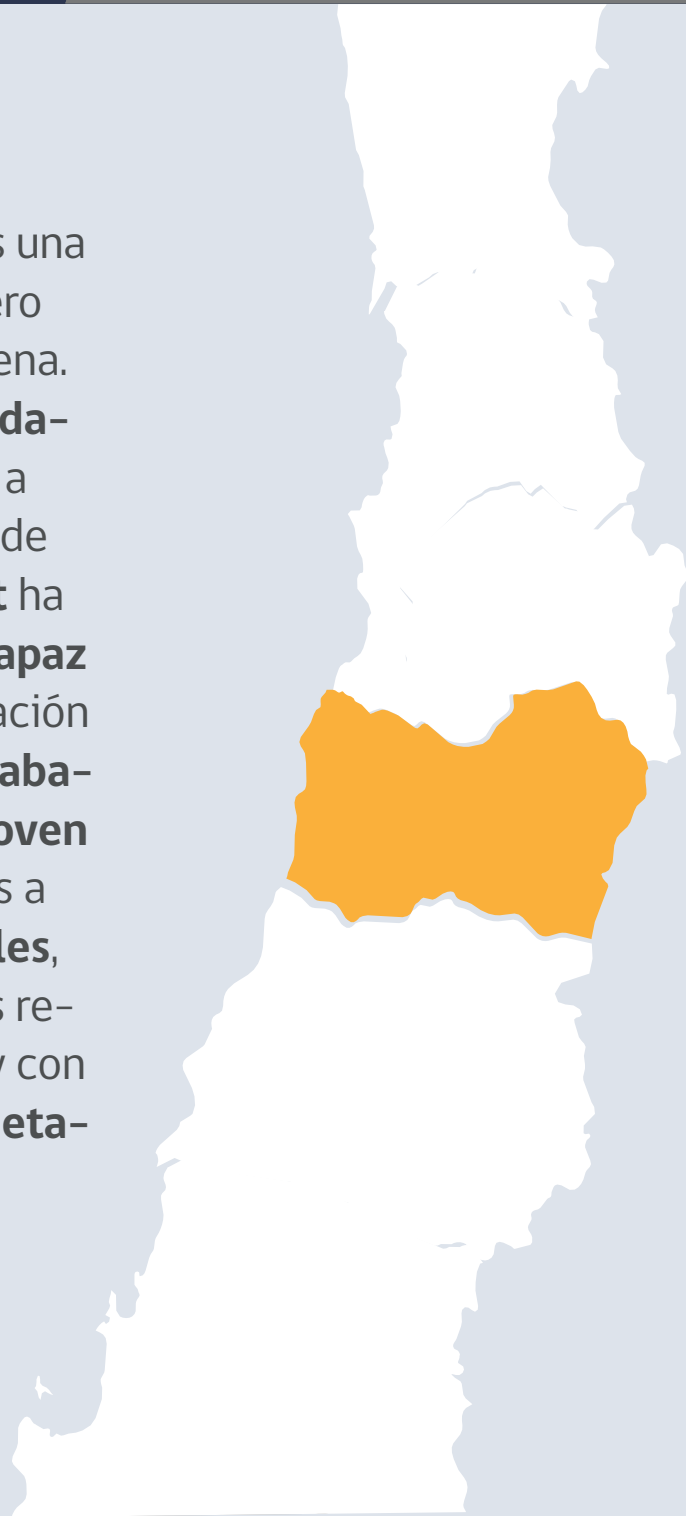 s una
ero
ena.
da–
a
de
t ha
apaz
ación
aba–
oven
s a
les,
s re–
y con
eta–